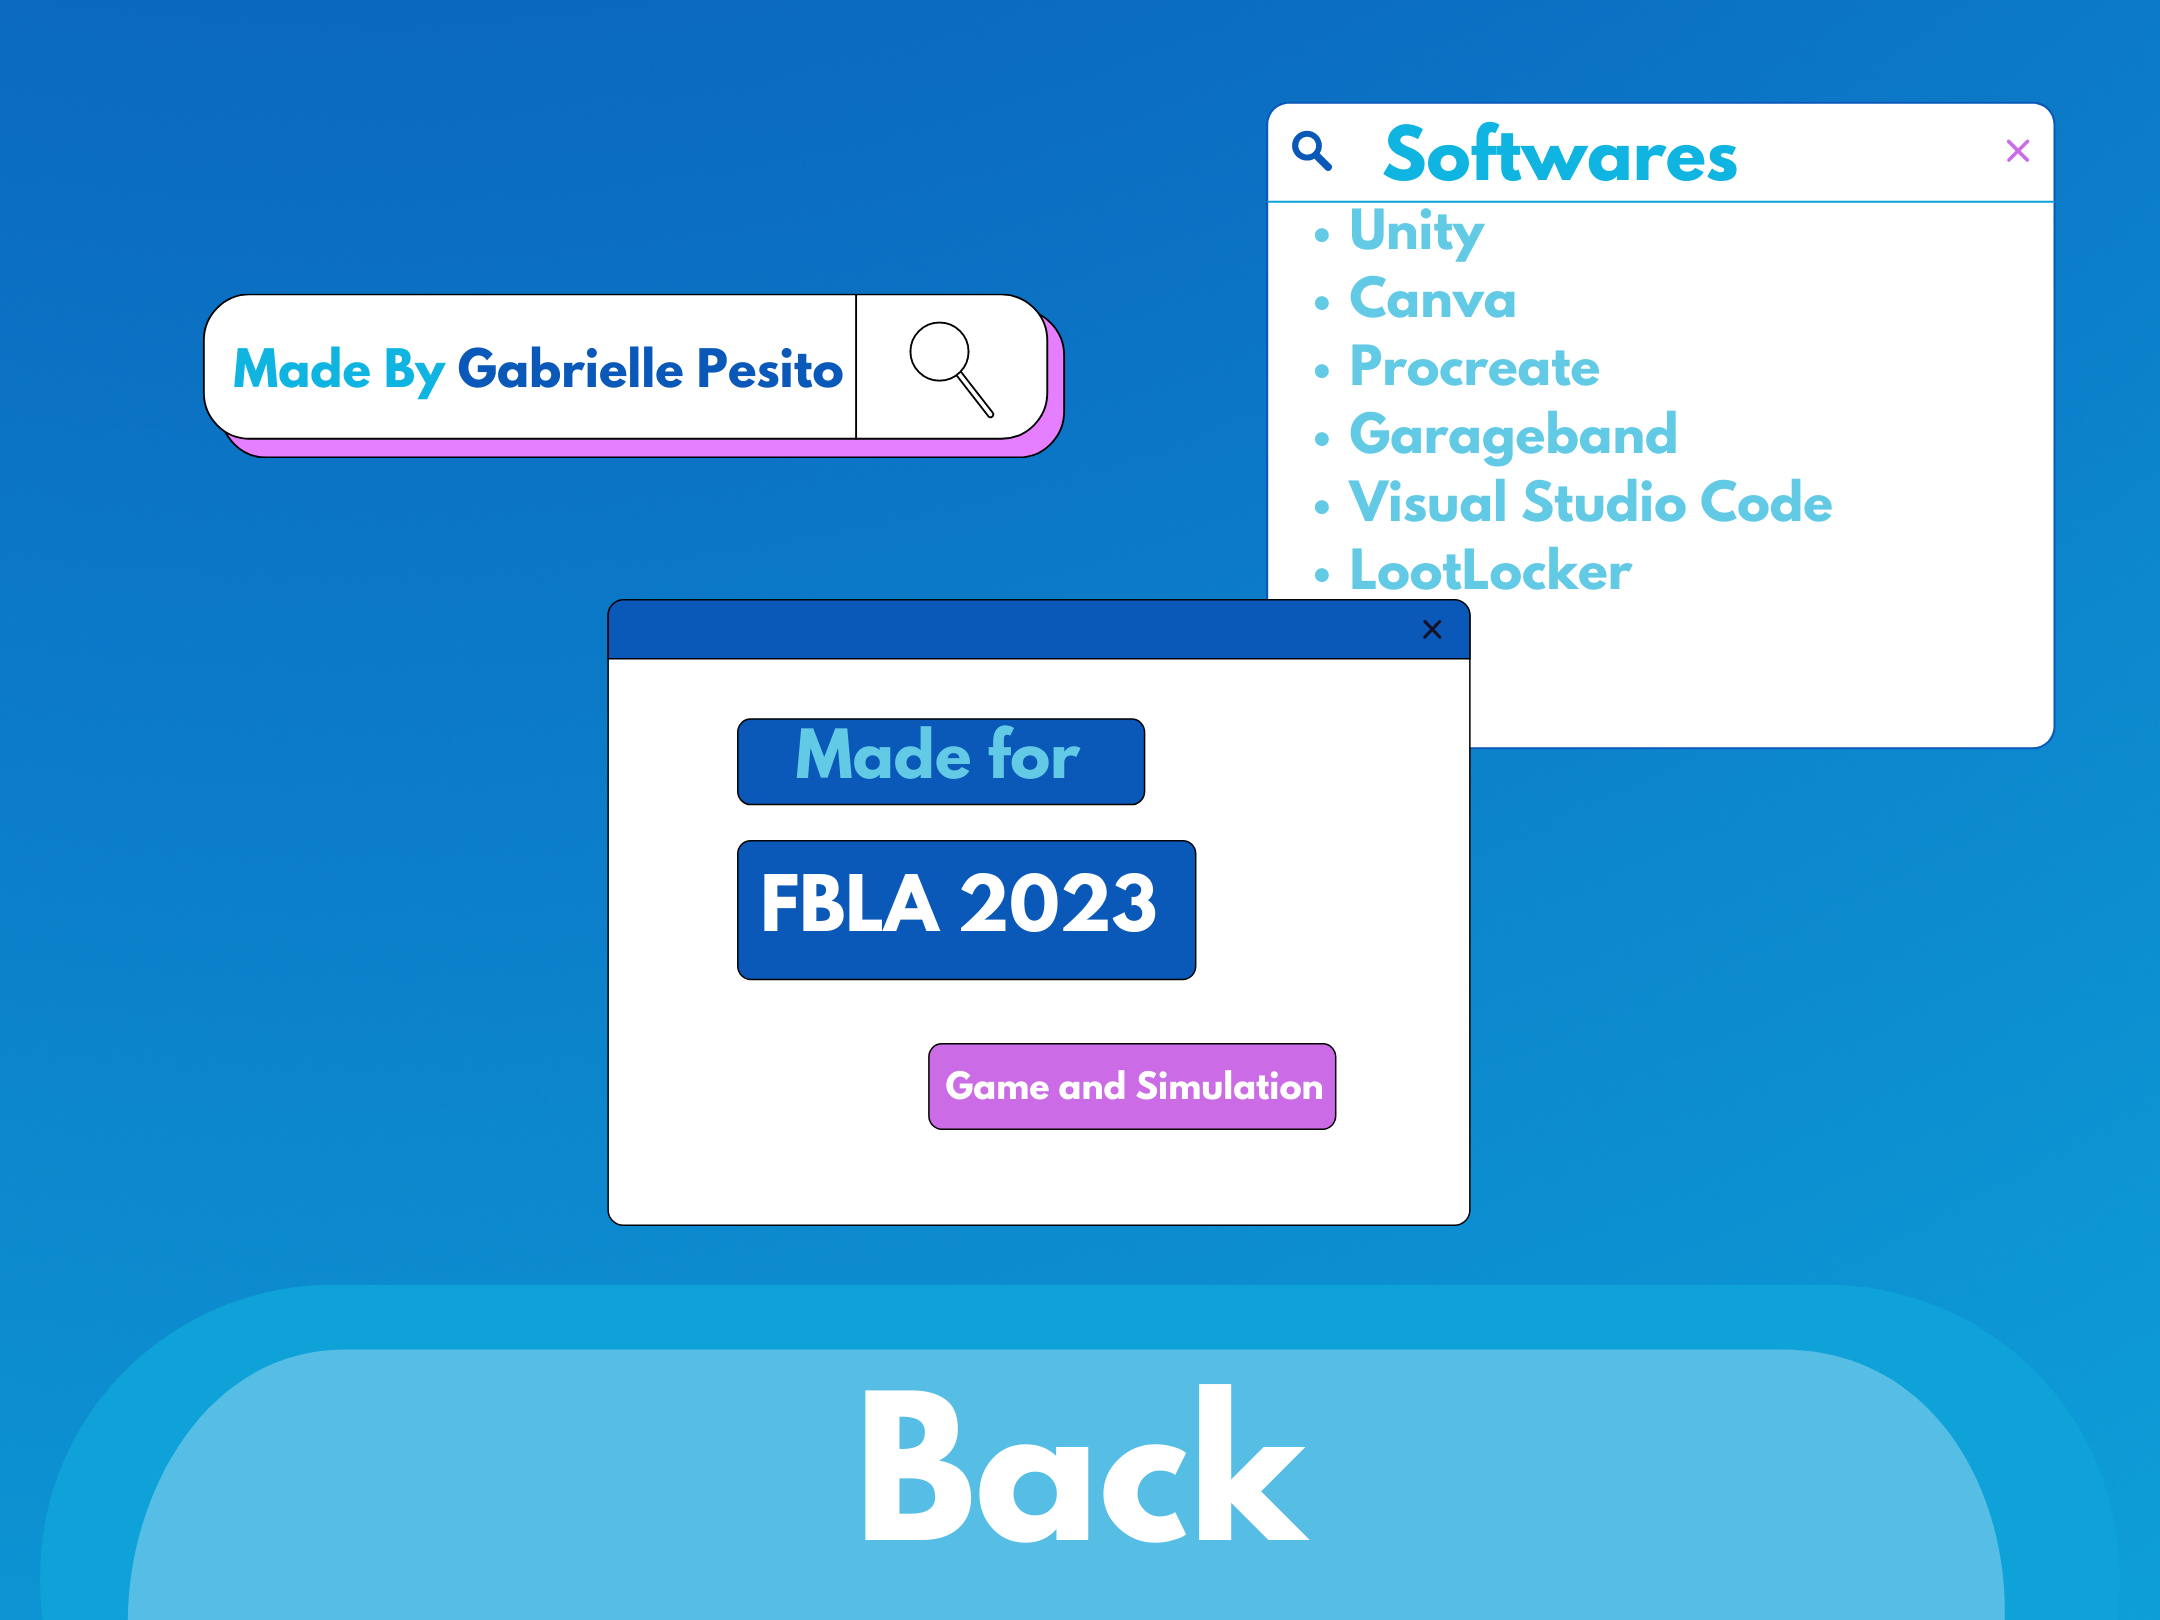 Softwares
Unity
Canva
Procreate
Garageband
Visual Studio Code
LootLocker
Made By Gabrielle Pesito
Made for
FBLA 2023
Game and Simulation
Back